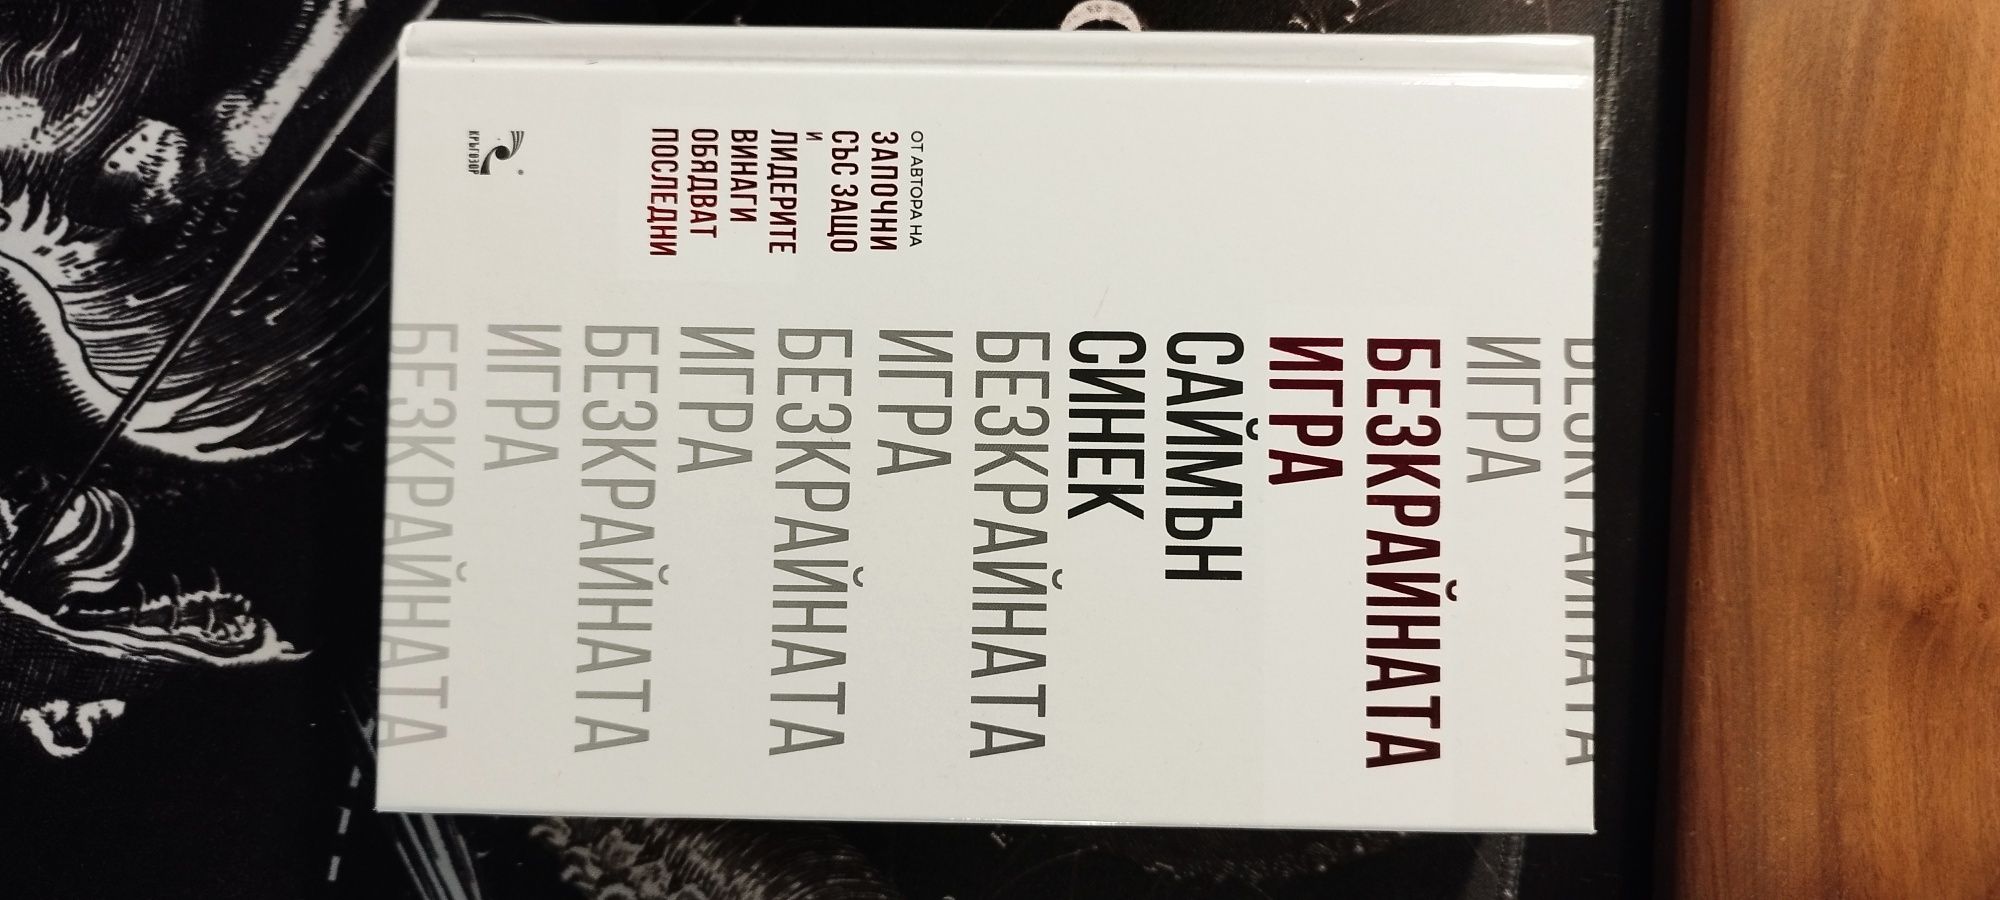 БЕЗКРАЙНАТА
ИГРА
БЕЗКРАЙНАТА
ИГРА
САЙМЪН
СИНЕК
БЕЗКРАЙНАТА
ИГРА
БЕЗКРАЙНАТА
ИГРА
БЕЗКРАЙНАТА
ИГРА
БЕЗКРАЙНАТА
ОТ АВТОРА НА
ЗАПОЧНИ
СЪС ЗАЩО
И
ЛИДЕРИТЕ
ВИНАГИ
ОБЯДВАТ
ПОСЛЕДНИ
КРЪГОЗОР